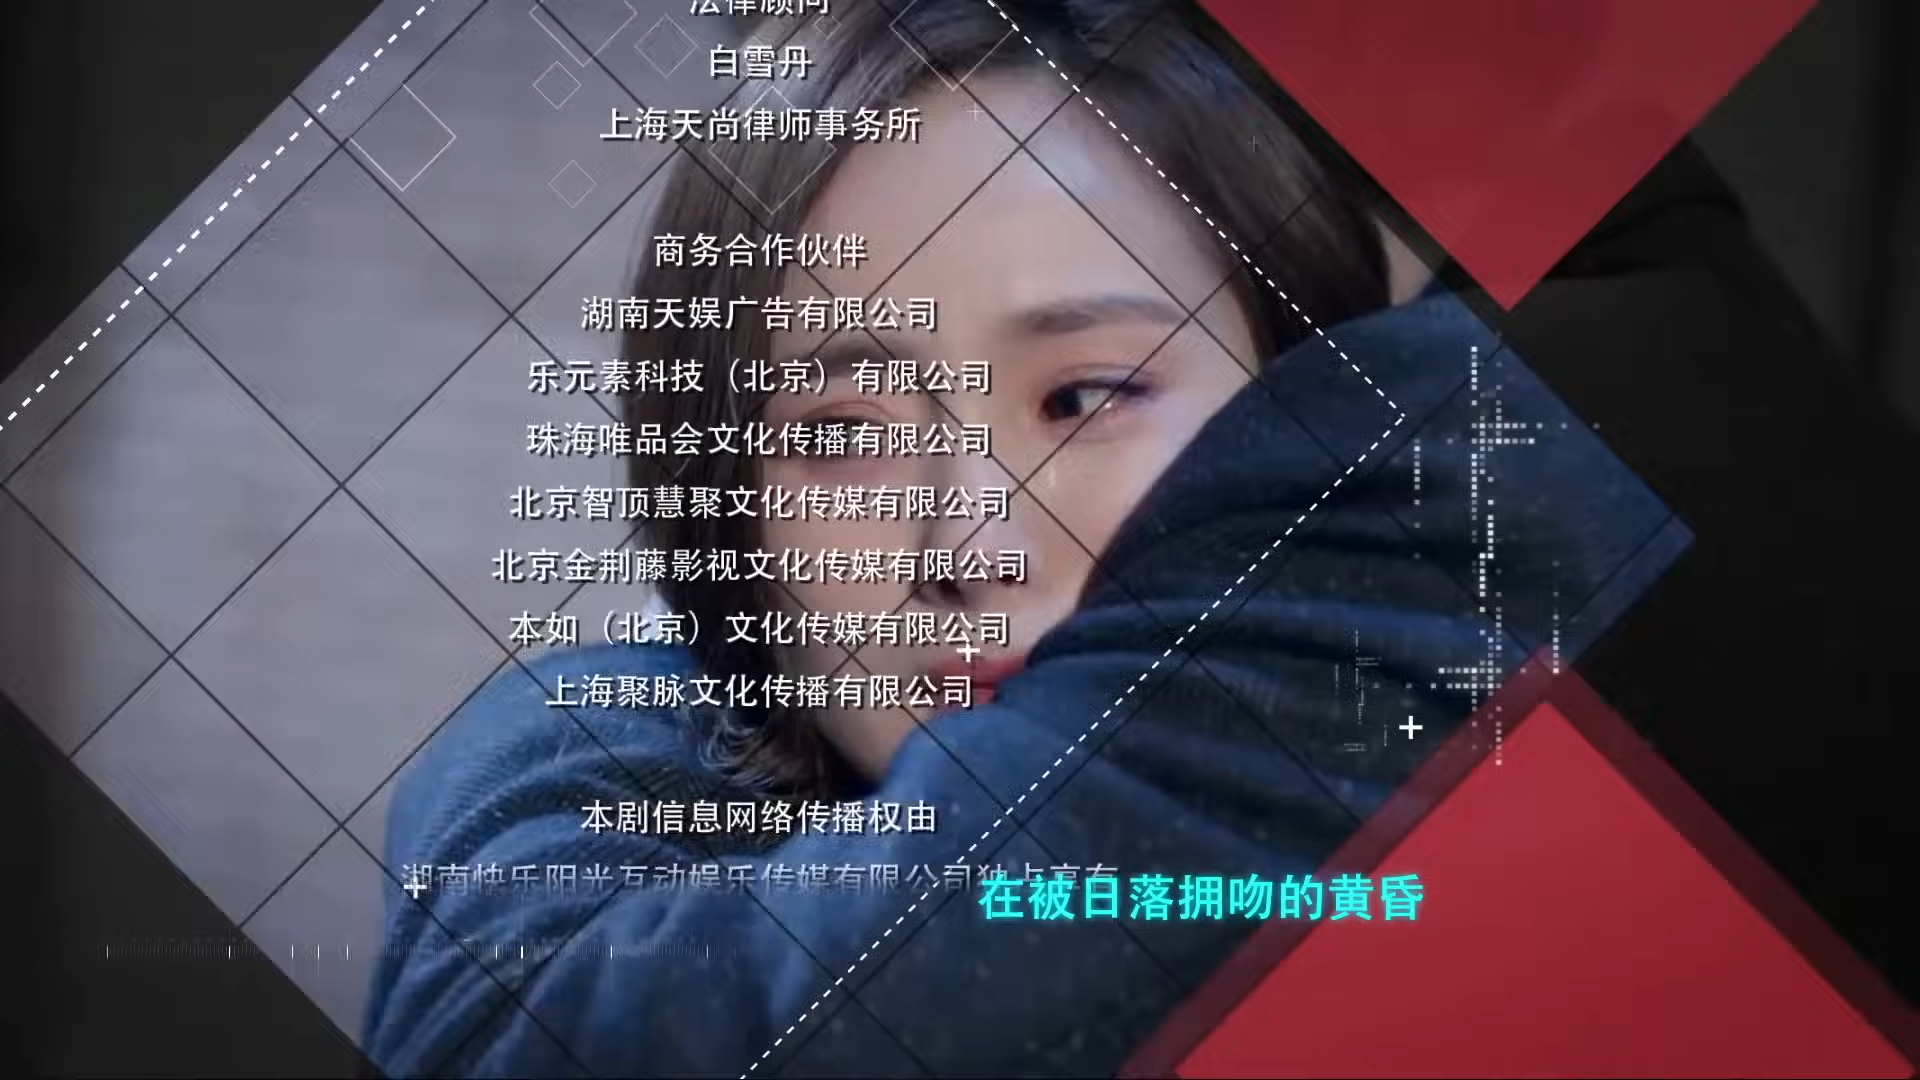 法律顾问
白雪丹
上海天尚律师事务所
商务合作伙伴
湖南天娱广告有限公司
乐元素科技（北京）有限公司
珠海唯品会文化传播有限公司
北京智顶慧聚文化传媒有限公司
北京金荆藤影视文化传媒有限公司
本如（北京）文化传媒有限公司
上海聚脉文化传播有限公司
本剧信息网络传播权由
湖南快乐阳光互动娱乐传媒有限公司独占享有
在被日落拥吻的黄昏